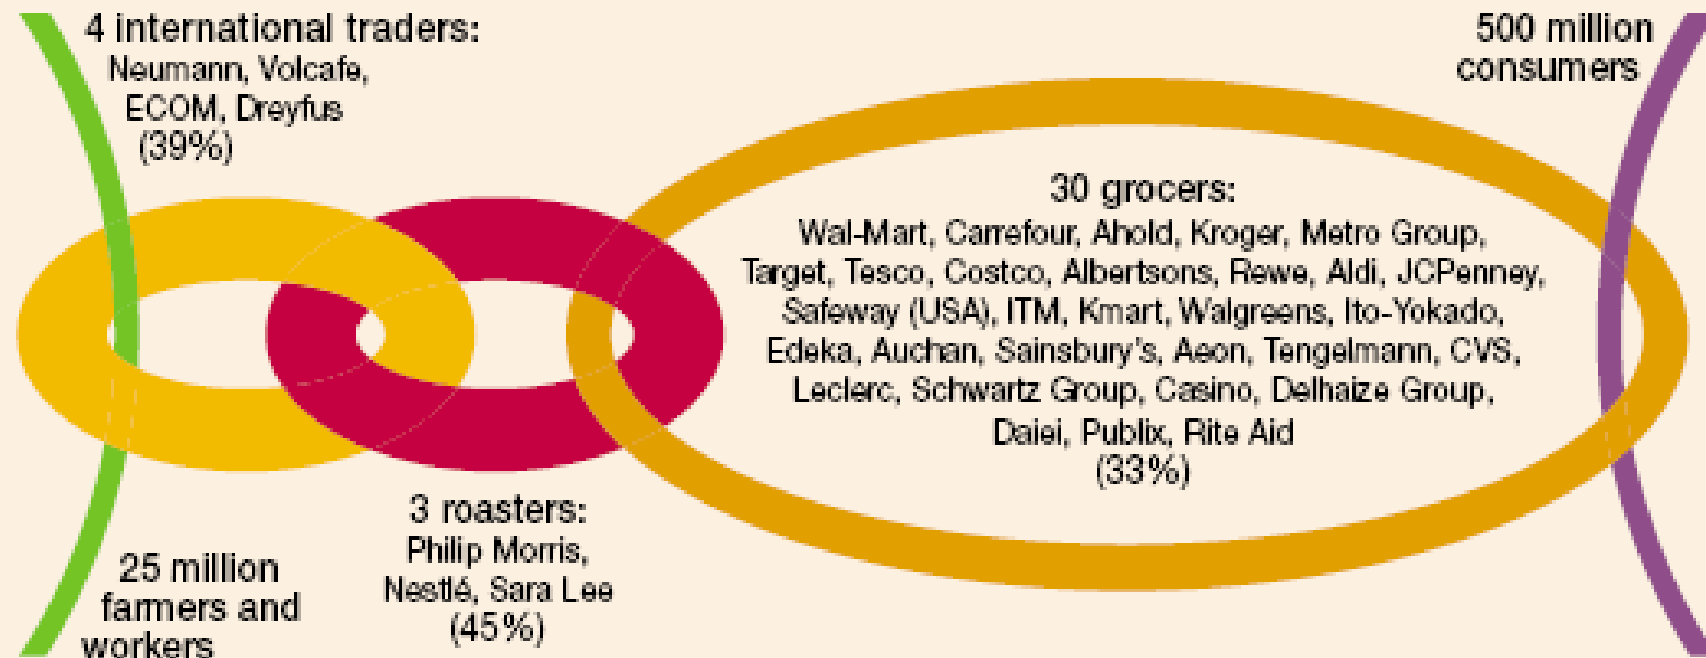 4 international traders:
Neumann, Volcafe,
ECOM, Dreyfus
(39%)
25 million
farmers and
workers
3 roasters:
Philip Morris,
Nestlé, Sara Lee
(45%)
30 grocers:
Wal-Mart, Carrefour, Ahold, Kroger, Metro Group,
Target, Tesco, Costco, Albertsons, Rewe, Aldi, JCPenney,
Safeway (USA), ITM, Kmart, Walgreens, Ito-Yokado,
Edeka, Auchan, Sainsbury's, Aeon, Tengelmann, CVS,
Leclerc, Schwartz Group, Casino, Delhaize Group,
Daiei, Publix, Rite Aid
(33%)
500 million
consumers